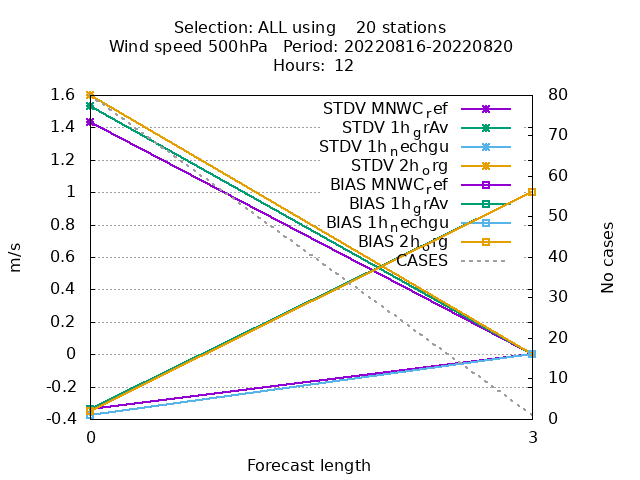 Selection: ALL using 20 stations
Wind speed 500hPa Period: 20220816-20220820
Hours: 12
1.6
1.4
1.2
1
0.8
0.6
0.4
0.2
0
-0.2
-0.4
m/s
STDV MNWC_ref
STDV 1h_grAv
STDV 1h_nechgu
STDV 2h_org
BIAS MNWC_ref
BIAS 1h_grAv
BIAS 1h_nechgu
BIAS 2h_org
CASES
80
70
60
50
40
30
20
10
0
No cases
0 3
Forecast length